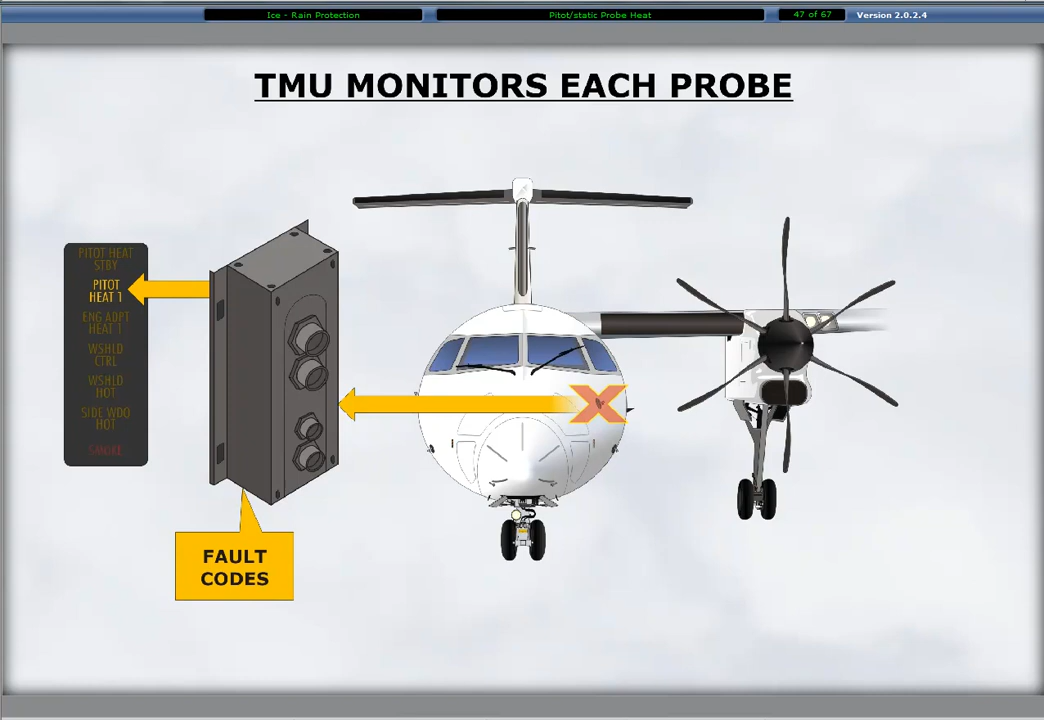 Ice - Rain Protection
Pitot/static Probe Heat
47 of 67
Version 2.0.2.4
TMU MONITORS EACH PROBE
PITOT HEAT
STBY
PITOT
HEAT 1
ENG ADPT
HEAT 1
WSHLD
CTRL
WSHLD
HOT
SIDE WDO
HOT
SMOKE
FAULT
CODES